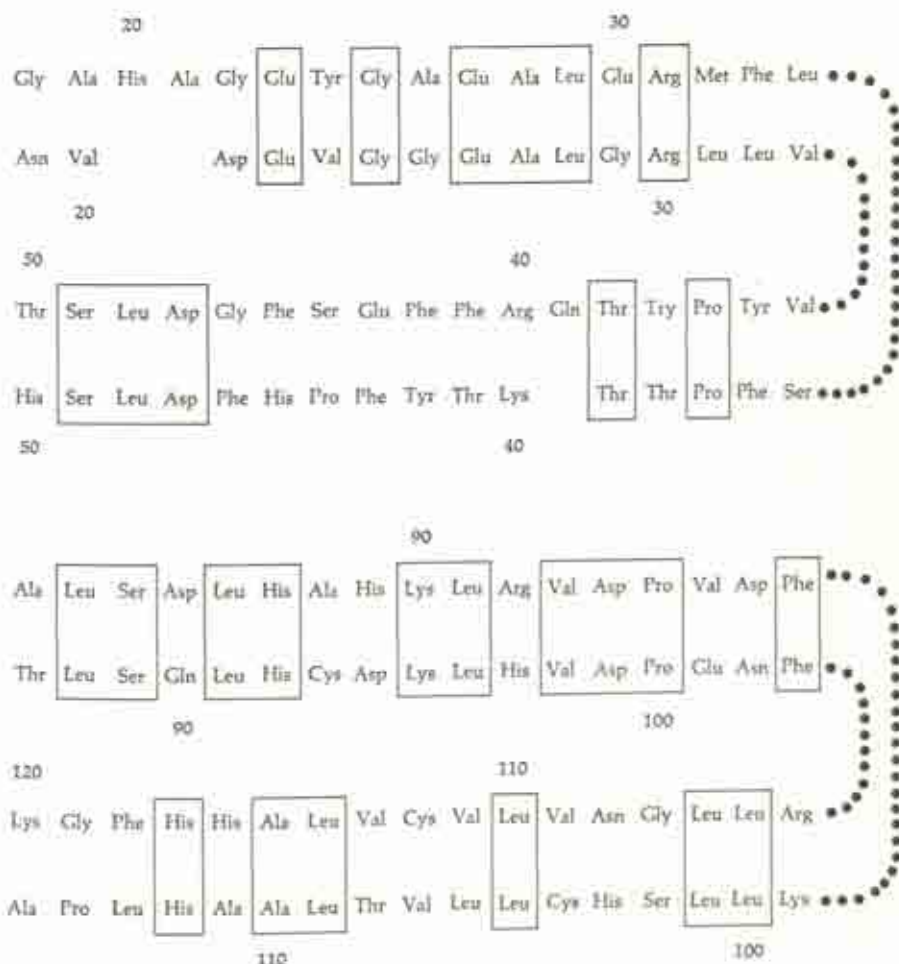 20 30
Gly Ala His Ala Gly Glu Tyr Gly Ala Glu Ala Leu Glu Arg Met Phe Leu
Asn Val Asp Glu Val Gly Gly Glu Ala Leu Gly Arg Leu Leu Val
20 30
50 40
Thr Ser Leu Asp Gly Phe Ser Glu Phe Phe Arg Gln Thr Try Pro Tyr Val
His Ser Leu Asp Phe His Pro Phe Tyr Thr Lys Thr Thr Pro Phe Ser
50 40
90
Ala Leu Ser Asp Leu His Ala His Lys Leu Arg Val Asp Pro Val Asp Phe
Thr Leu Ser Gln Leu His Cys Asp Lys Leu His Val Asp Pro Glu Asn Phe
90 100
120 110
Lys Gly Phe His His Ala Leu Val Cys Val Leu Val Asn Gly Leu Leu Arg
Ala Pro Leu His Ala Ala Leu Thr Val Leu Leu Cys His Ser Leu Leu Lys
110 100